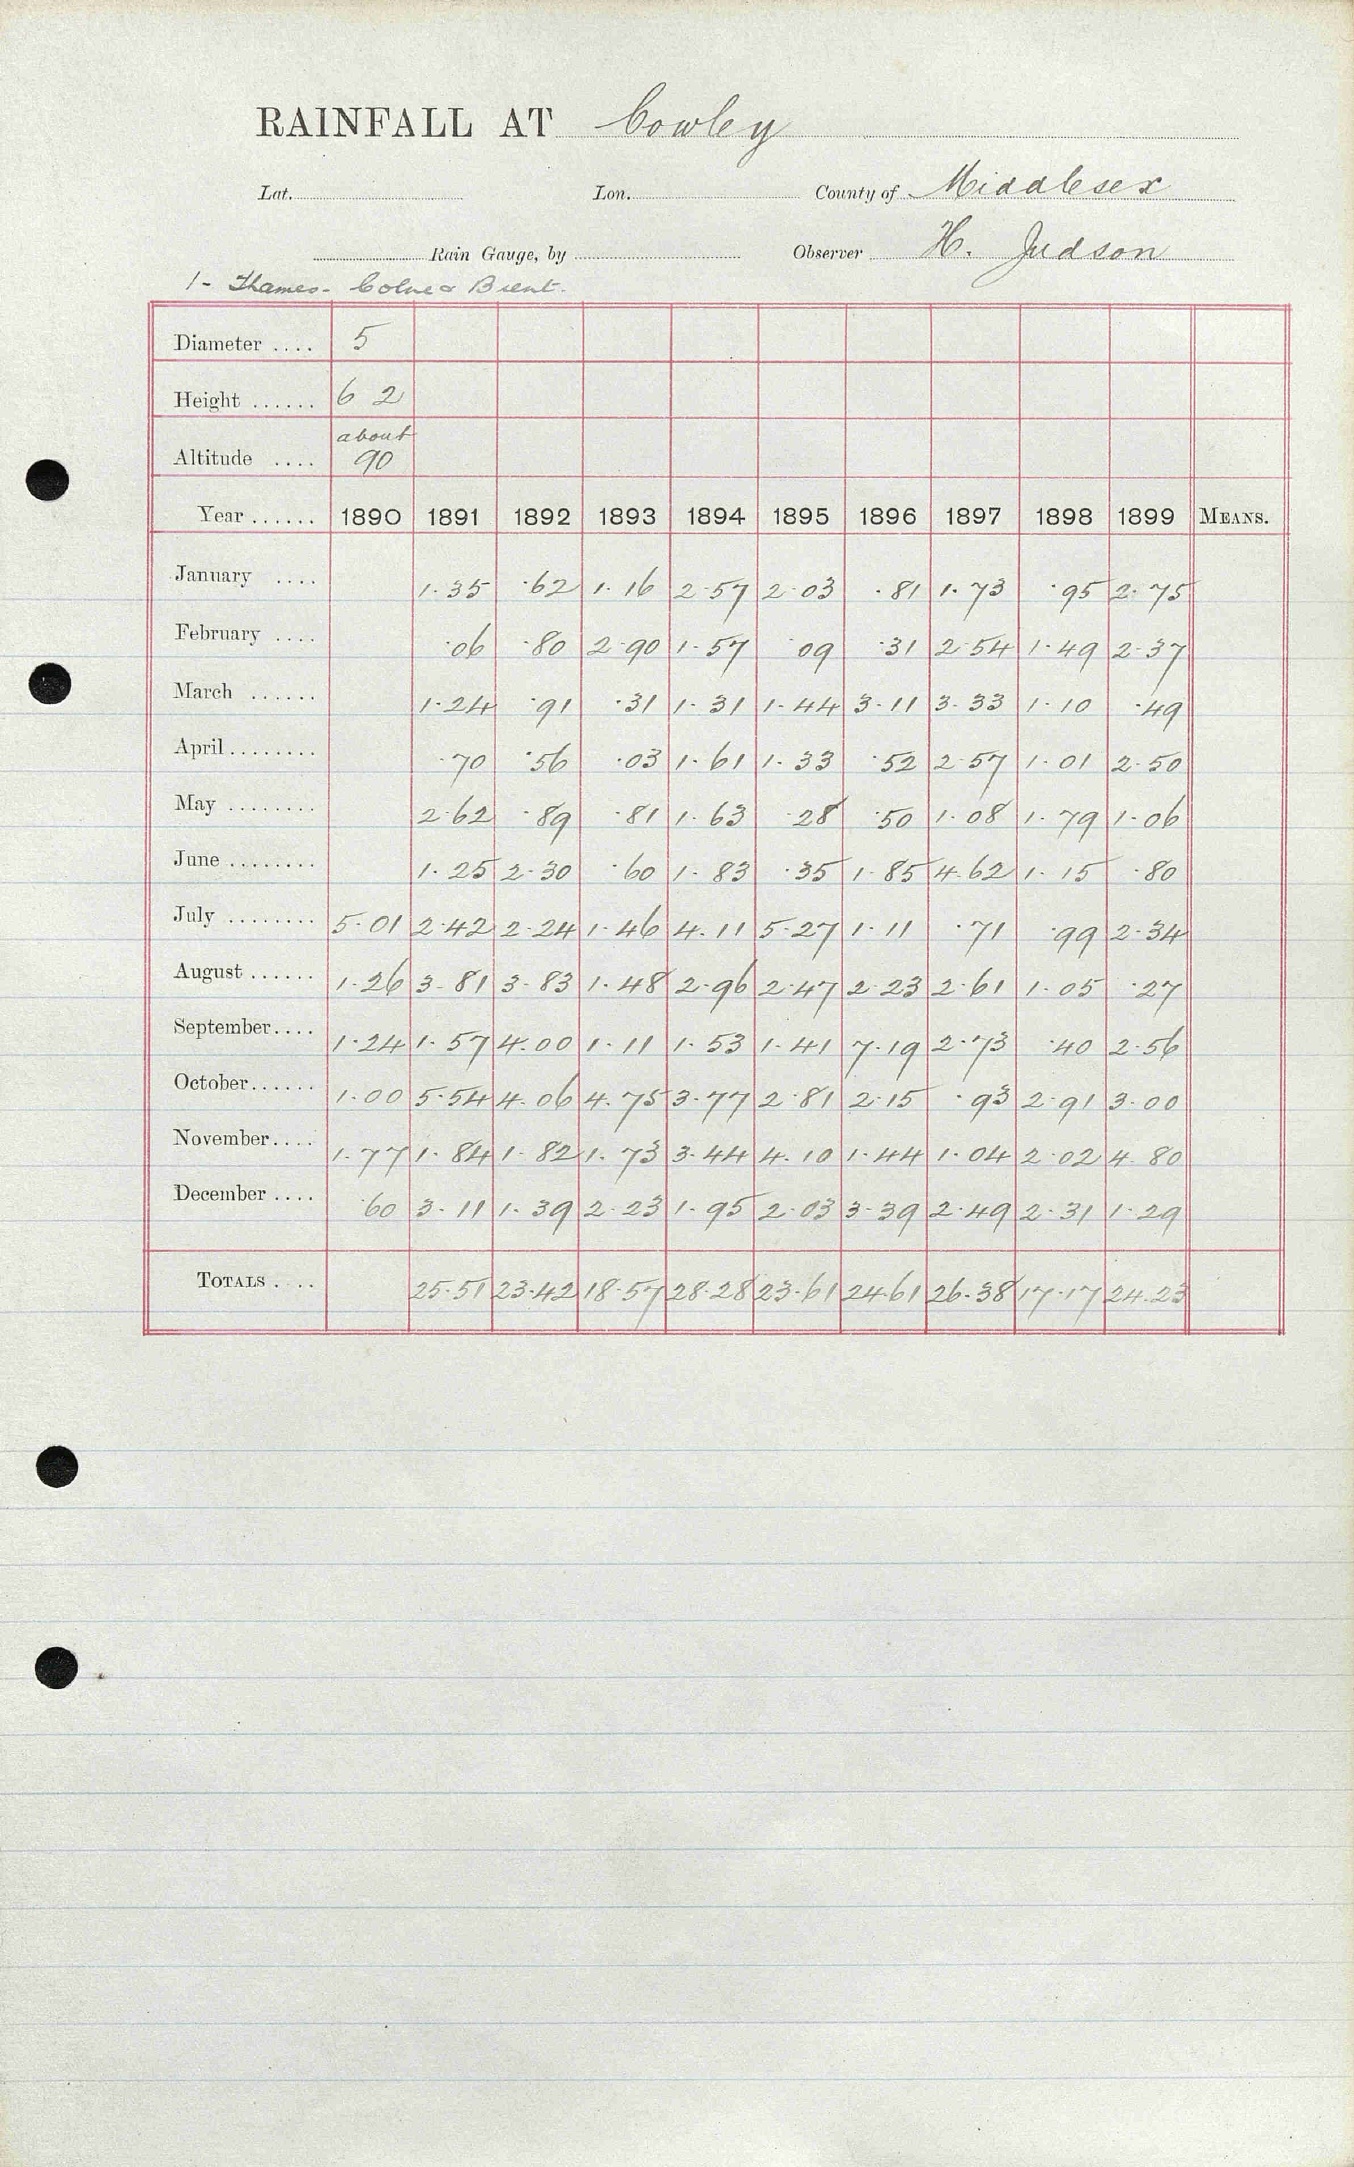 RAINFALL AT Cowley
Lat. Lon. County of Middlesex
Rain Gauge, by Observer H. Judson
1- Thames- Colne & Brent.
Diameter .... 5
Height ...... 6 2
about
Altitude .... 90
Year ...... 1890 1891 1892 1893 1894 1895 1896 1897 1898 1899 MEANS.
January .... 1.35 .62 1.16 2.57 2.03 .81 1.73 .95 2.75
February .... .06 .80 2.90 1.57 .09 .31 2.54 1.49 2.37
March ...... 1.24 .91 .31 1.31 1.44 3.11 3.33 1.10 .49
April ........ .70 .56 .03 1.61 1.33 .52 2.57 1.01 2.50
May ........ 2.62 .89 .81 1.63 .28 .50 1.08 1.79 1.06
June ........ 1.25 2.30 .60 1.83 .35 1.85 4.62 1.15 .80
July ........ 5.01 2.42 2.24 1.46 4.11 5.27 1.11 .71 .99 2.34
August ...... 1.26 3.81 3.83 1.48 2.96 2.47 2.23 2.61 1.05 .27
September.... 1.24 1.57 4.00 1.11 1.53 1.41 7.19 2.73 .40 2.56
October...... 1.00 5.54 4.06 4.75 3.77 2.81 2.15 .93 2.91 3.00
November.... 1.77 1.84 1.82 1.73 3.44 4.10 1.44 1.04 2.02 4.80
December .... .60 3.11 1.39 2.23 1.95 2.03 3.39 2.49 2.31 1.29
TOTALS .... 25.51 23.42 18.57 28.28 23.61 24.61 26.38 17.17 24.23